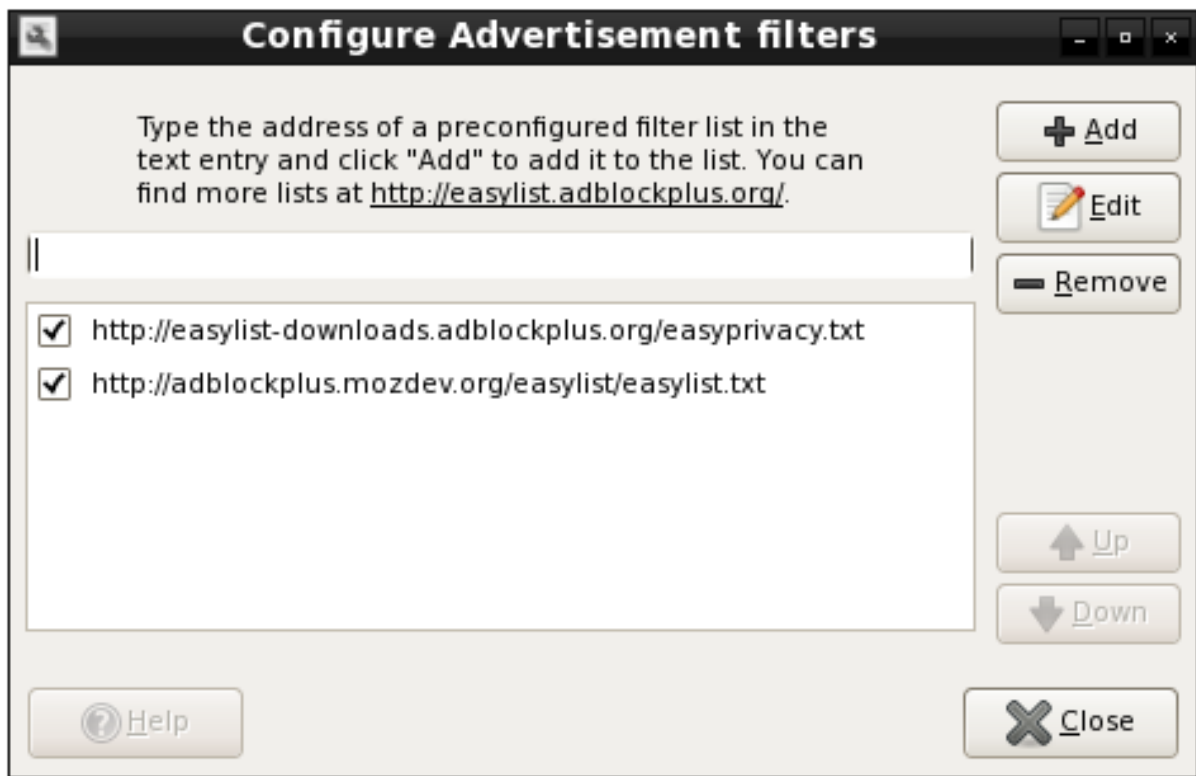 Configure Advertisement filters
Type the address of a preconfigured filter list in the
text entry and click "Add" to add it to the list. You can
find more lists at http://easylist.adblockplus.org/.
Add
Edit
Remove
http://easylist-downloads.adblockplus.org/easyprivacy.txt
http://adblockplus.mozdev.org/easylist/easylist.txt
Up
Down
Help
Close